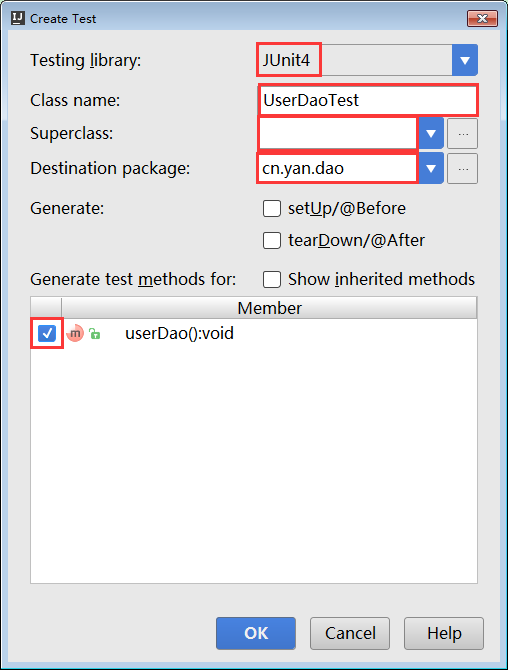 IJ Create Test
Testing library: JUnit4
Class name: UserDaoTest
Superclass: ...
Destination package: cn.yan.dao ...
Generate: setUp/@Before
tearDown/@After
Generate test methods for: Show inherited methods
Member
m userDao():void
OK Cancel Help